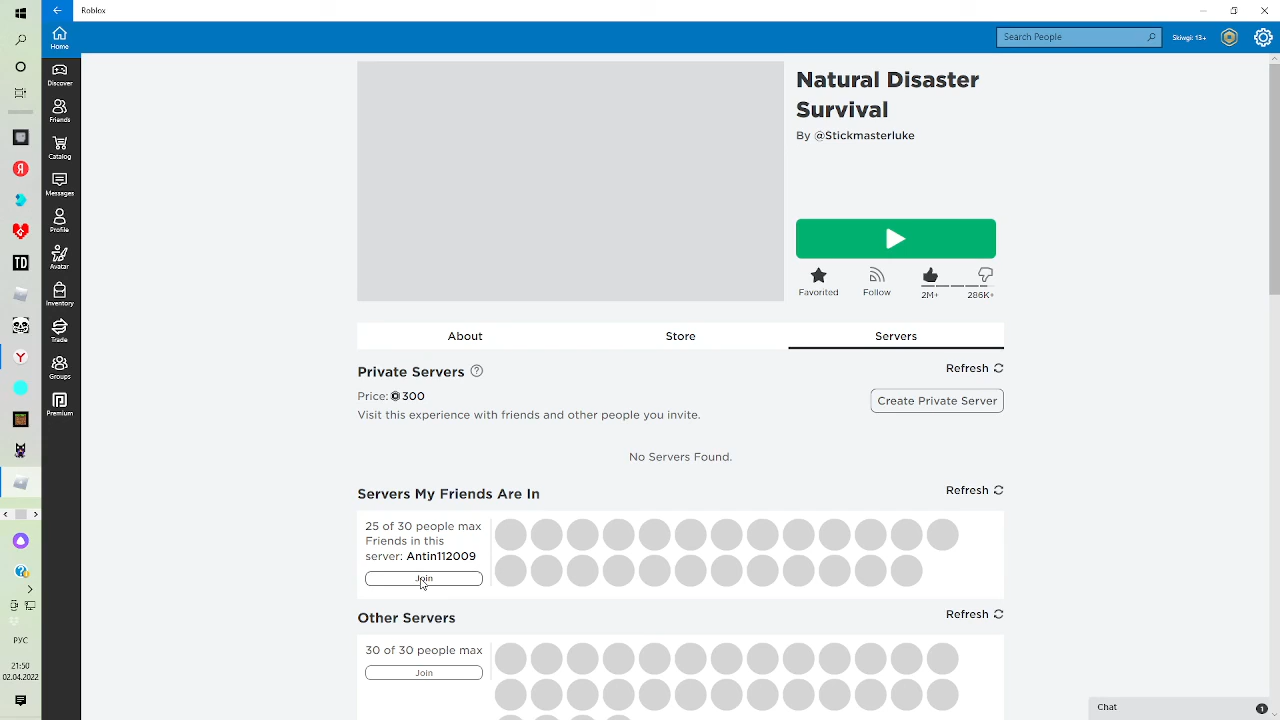 Roblox
Search People
Skiwgi: 13+
Home
Discover
Friends
Catalog
Messages
Profile
Avatar
Inventory
Trade
Groups
Premium
Natural Disaster
Survival
By @Stickmasterluke
Favorited
Follow
2M+
286K+
About
Store
Servers
Private Servers
Refresh
Price: 300
Create Private Server
Visit this experience with friends and other people you invite.
No Servers Found.
Servers My Friends Are In
Refresh
25 of 30 people max
Friends in this
server: Antin112009
Join
Other Servers
Refresh
30 of 30 people max
Join
Chat
1
TD
РУС
21:50
02.04.2022